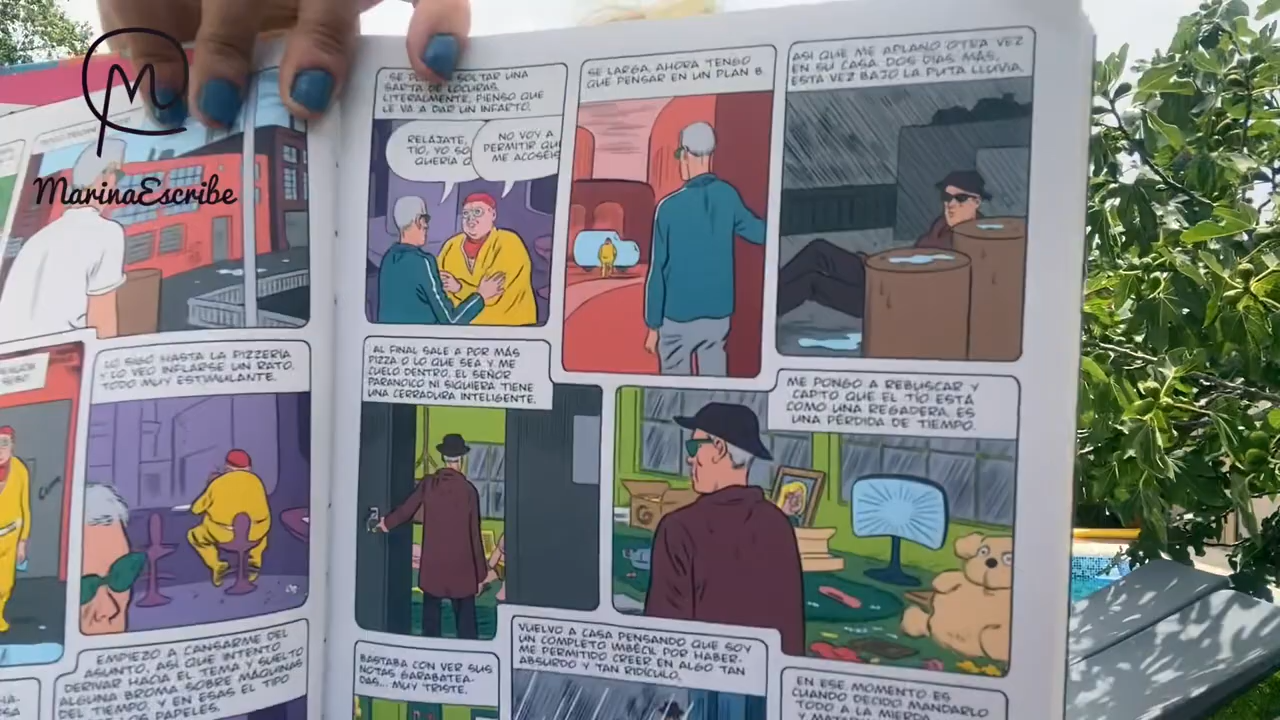 M
MarinaEscribe
LO SIGO HASTA LA PIZZERÍA
Y LO VEO INFLARSE UN RATO.
TODO MUY ESTIMULANTE.
EMPIEZO A CANSARME DEL
ASUNTO, ASÍ QUE INTENTO
DERIVAR HACIA EL TEMA Y SUELTO
ALGUNA BROMA SOBRE MÁQUINAS
DEL TIEMPO, Y EN ESAS EL TIPO
LOS PAPELES.
SE SOLTAR UNA
SARTA DE LOCURAS.
LITERALMENTE, PIENSO QUE
LE VA A DAR UN INFARTO.
RELÁJATE,
TÍO, YO SO
QUERÍA
NO VOY A
PERMITIR QU
ME ACOSÉIS
SE LARGA. AHORA TENGO
QUE PENSAR EN UN PLAN B.
ASÍ QUE ME APLANO OTRA VEZ
EN SU CASA. DOS DÍAS MÁS,
ESTA VEZ BAJO LA PUTA LLUVIA.
AL FINAL SALE A POR MÁS
PIZZA O LO QUE SEA Y ME
CUELO DENTRO. EL SEÑOR
PARANOICO NI SIQUIERA TIENE
UNA CERRADURA INTELIGENTE.
ME PONGO A REBUSCAR Y
CAPTO QUE EL TÍO ESTÁ
COMO UNA REGADERA. ES
UNA PÉRDIDA DE TIEMPO.
BASTABA CON VER SUS
NOTAS GARABATEA-
DAS... MUY TRISTE.
VUELVO A CASA PENSANDO QUE SOY
UN COMPLETO IMBÉCIL POR HABER-
ME PERMITIDO CREER EN ALGO TAN
ABSURDO Y TAN RIDÍCULO.
EN ESE MOMENTO ES
CUANDO DECIDO MANDARLO
TODO A LA MIERDA